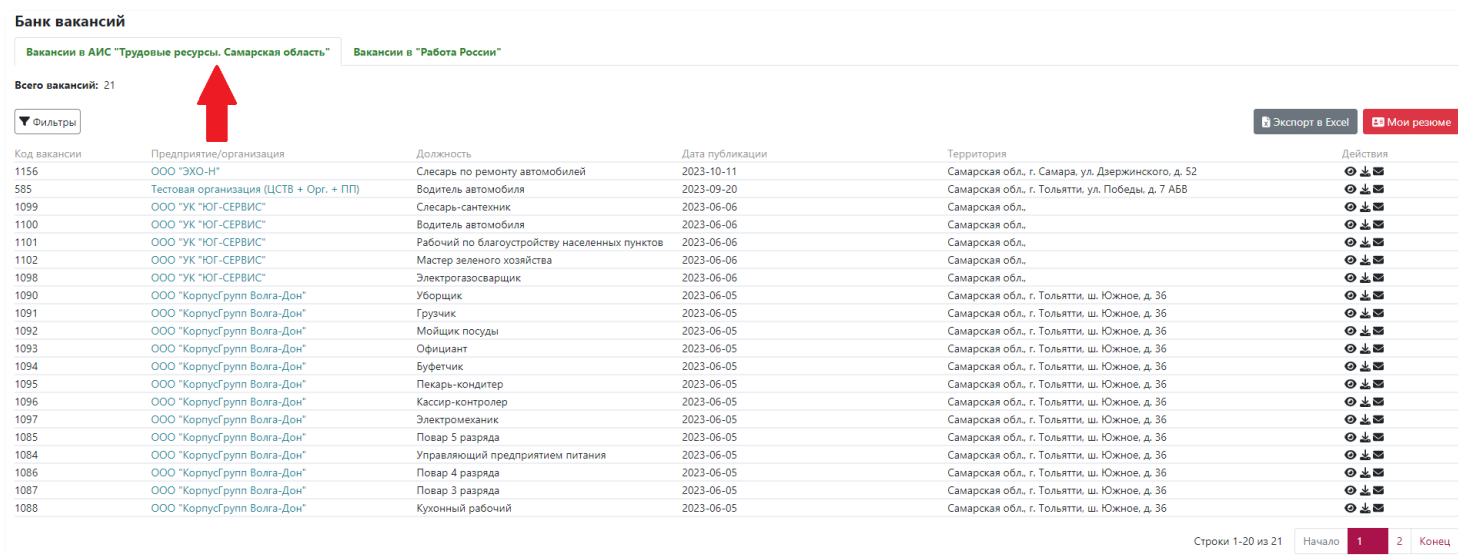 Банк вакансий
Вакансии в АИС "Трудовые ресурсы. Самарская область" Вакансии в "Работа России"
Всего вакансий: 21
Фильтры Экспорт в Excel Мои резюме
Код вакансии Предприятие/организация Должность Дата публикации Территория Действия
1156 ООО "ЭХО-Н" Слесарь по ремонту автомобилей 2023-10-11 Самарская обл., г. Самара, ул. Дзержинского, д. 52
585 Тестовая организация (ЦСТВ + Орг. + ПП) Водитель автомобиля 2023-09-20 Самарская обл., г. Тольятти, ул. Победы, д. 7 АБВ
1099 ООО "УК "ЮГ-СЕРВИС" Слесарь-сантехник 2023-06-06 Самарская обл.,
1100 ООО "УК "ЮГ-СЕРВИС" Водитель автомобиля 2023-06-06 Самарская обл.,
1101 ООО "УК "ЮГ-СЕРВИС" Рабочий по благоустройству населенных пунктов 2023-06-06 Самарская обл.,
1102 ООО "УК "ЮГ-СЕРВИС" Мастер зеленого хозяйства 2023-06-06 Самарская обл.,
1098 ООО "УК "ЮГ-СЕРВИС" Электрогазосварщик 2023-06-06 Самарская обл.,
1090 ООО "КорпусГрупп Волга-Дон" Уборщик 2023-06-05 Самарская обл., г. Тольятти, ш. Южное, д. 36
1091 ООО "КорпусГрупп Волга-Дон" Грузчик 2023-06-05 Самарская обл., г. Тольятти, ш. Южное, д. 36
1092 ООО "КорпусГрупп Волга-Дон" Мойщик посуды 2023-06-05 Самарская обл., г. Тольятти, ш. Южное, д. 36
1093 ООО "КорпусГрупп Волга-Дон" Официант 2023-06-05 Самарская обл., г. Тольятти, ш. Южное, д. 36
1094 ООО "КорпусГрупп Волга-Дон" Буфетчик 2023-06-05 Самарская обл., г. Тольятти, ш. Южное, д. 36
1095 ООО "КорпусГрупп Волга-Дон" Пекарь-кондитер 2023-06-05 Самарская обл., г. Тольятти, ш. Южное, д. 36
1096 ООО "КорпусГрупп Волга-Дон" Кассир-контролер 2023-06-05 Самарская обл., г. Тольятти, ш. Южное, д. 36
1097 ООО "КорпусГрупп Волга-Дон" Электромеханик 2023-06-05 Самарская обл., г. Тольятти, ш. Южное, д. 36
1085 ООО "КорпусГрупп Волга-Дон" Повар 5 разряда 2023-06-05 Самарская обл., г. Тольятти, ш. Южное, д. 36
1084 ООО "КорпусГрупп Волга-Дон" Управляющий предприятием питания 2023-06-05 Самарская обл., г. Тольятти, ш. Южное, д. 36
1086 ООО "КорпусГрупп Волга-Дон" Повар 4 разряда 2023-06-05 Самарская обл., г. Тольятти, ш. Южное, д. 36
1087 ООО "КорпусГрупп Волга-Дон" Повар 3 разряда 2023-06-05 Самарская обл., г. Тольятти, ш. Южное, д. 36
1088 ООО "КорпусГрупп Волга-Дон" Кухонный рабочий 2023-06-05 Самарская обл., г. Тольятти, ш. Южное, д. 36
Строки 1-20 из 21 Начало 1 2 Конец